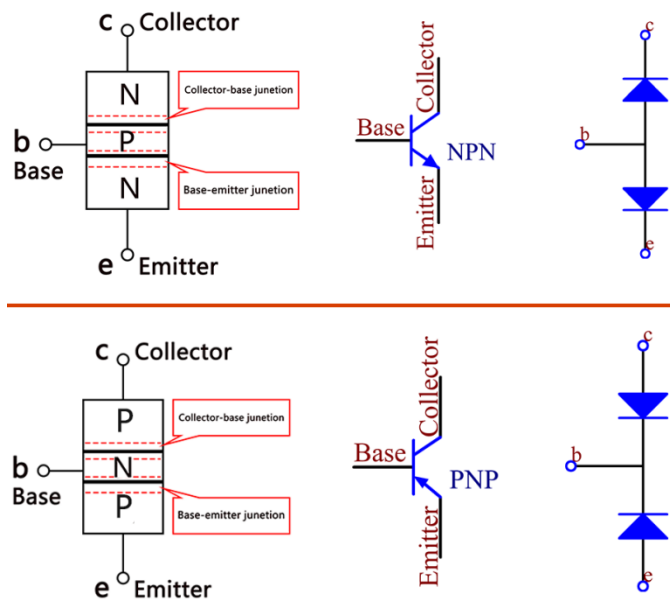 c Collector
N
Collector-base junetion
b
Base
P
N
Base-emitter junetion
e Emitter
Collector
Base
NPN
Emitter
c
b
e
c Collector
P
Collector-base junetion
b
Base
N
P
Base-emitter junetion
e Emitter
Collector
Base
PNP
Emitter
c
b
e